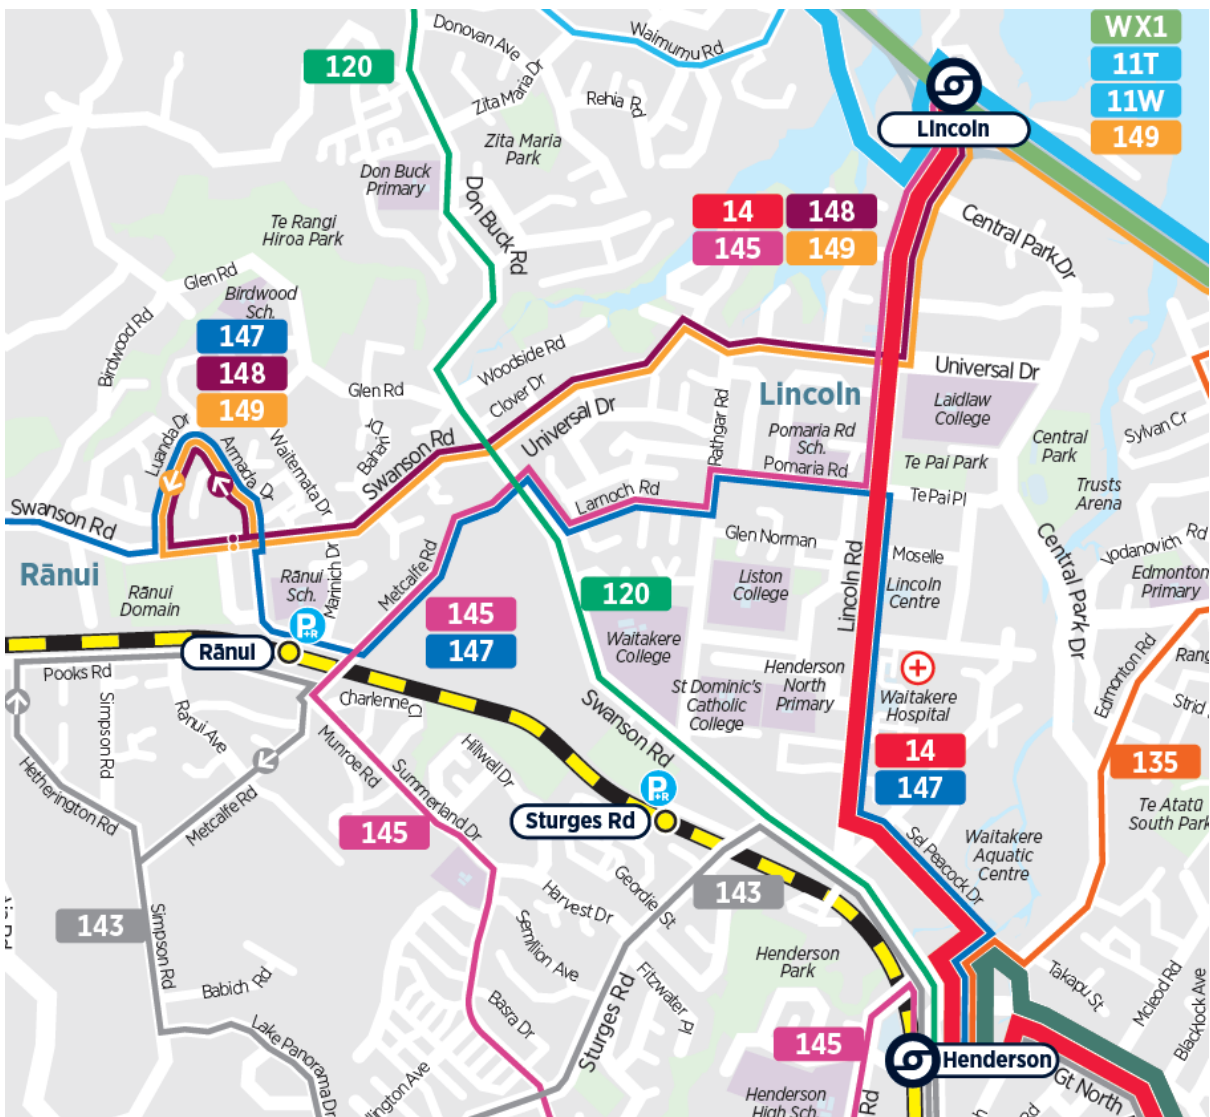 Donovan Ave
Waimumu Rd
WX1
11T
11W
149
120
Zita Maria Dr
Rehia Rd
Lincoln
Zita Maria
Park
Don Buck
Primary
Don Buck Rd
14
148
145
149
Central Park Dr
Te Rangi
Hiroa Park
Glen Rd
Birdwood
Sch.
Birdwood Rd
147
148
149
Woodside Rd
Glen Rd
Clover Dr
Universal Dr
Universal Dr
Lincoln
Laidlaw
College
Rathgar Rd
Pomaria Rd
Sch.
Pomaria Rd
Central
Park
Sylvan Cr
Luanda Dr
Armada Dr
Waitemata Dr
Bahari Dr
Swanson Rd
Te Pai Park
Te Pai Pl
Trusts
Arena
Larnoch Rd
Swanson Rd
Glen Norman
Lincoln Rd
Moselle
Central Park Dr
Vodanovich Rd
Rānui
Rānui
Domain
Rānui
Sch.
Marinich Dr
Metcalfe Rd
Liston
College
Lincoln
Centre
Edmonton
Primary
120
145
147
P
+R
Rānui
Waitakere
College
Henderson
North
Primary
St Dominic's
Catholic
College
Waitakere
Hospital
Edmonton Rd
Rang
Strid
Pooks Rd
Simpson Rd
Rānui Ave
Charlenne Cl
Swanson Rd
Munroe Rd
Hillwell Dr
Summerland Dr
14
147
135
Hetherington Rd
Metcalfe Rd
P
+R
Sturges Rd
145
Te Atatū
South Park
Sel Peacock Dr
Waitakere
Aquatic
Centre
143
143
Geordie St
Harvest Dr
Semillion Ave
Simpson Rd
Babich Rd
Fitzwater Pl
Henderson
Park
Takapu St
Mcleod Rd
Blacklock Ave
Basra Dr
Sturges Rd
Lake Panorama Dr
145
Henderson
Gt North
Henderson
High Sch.
Rd